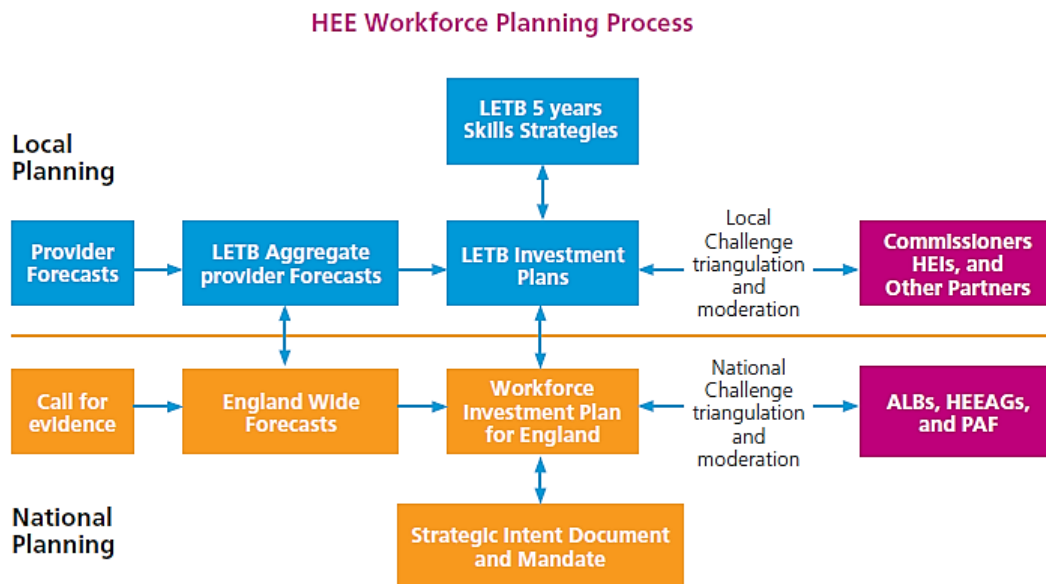 HEE Workforce Planning Process
LETB 5 years
Skills Strategies
Local
Planning
Provider
Forecasts
LETB Aggregate
provider Forecasts
LETB Investment
Plans
Local
Challenge
triangulation
and
moderation
Commissioners
HEIs, and
Other Partners
Call for
evidence
England Wide
Forecasts
Workforce
Investment Plan
for England
National
Challenge
triangulation
and
moderation
ALBs, HEEAGs,
and PAF
National
Planning
Strategic Intent Document
and Mandate